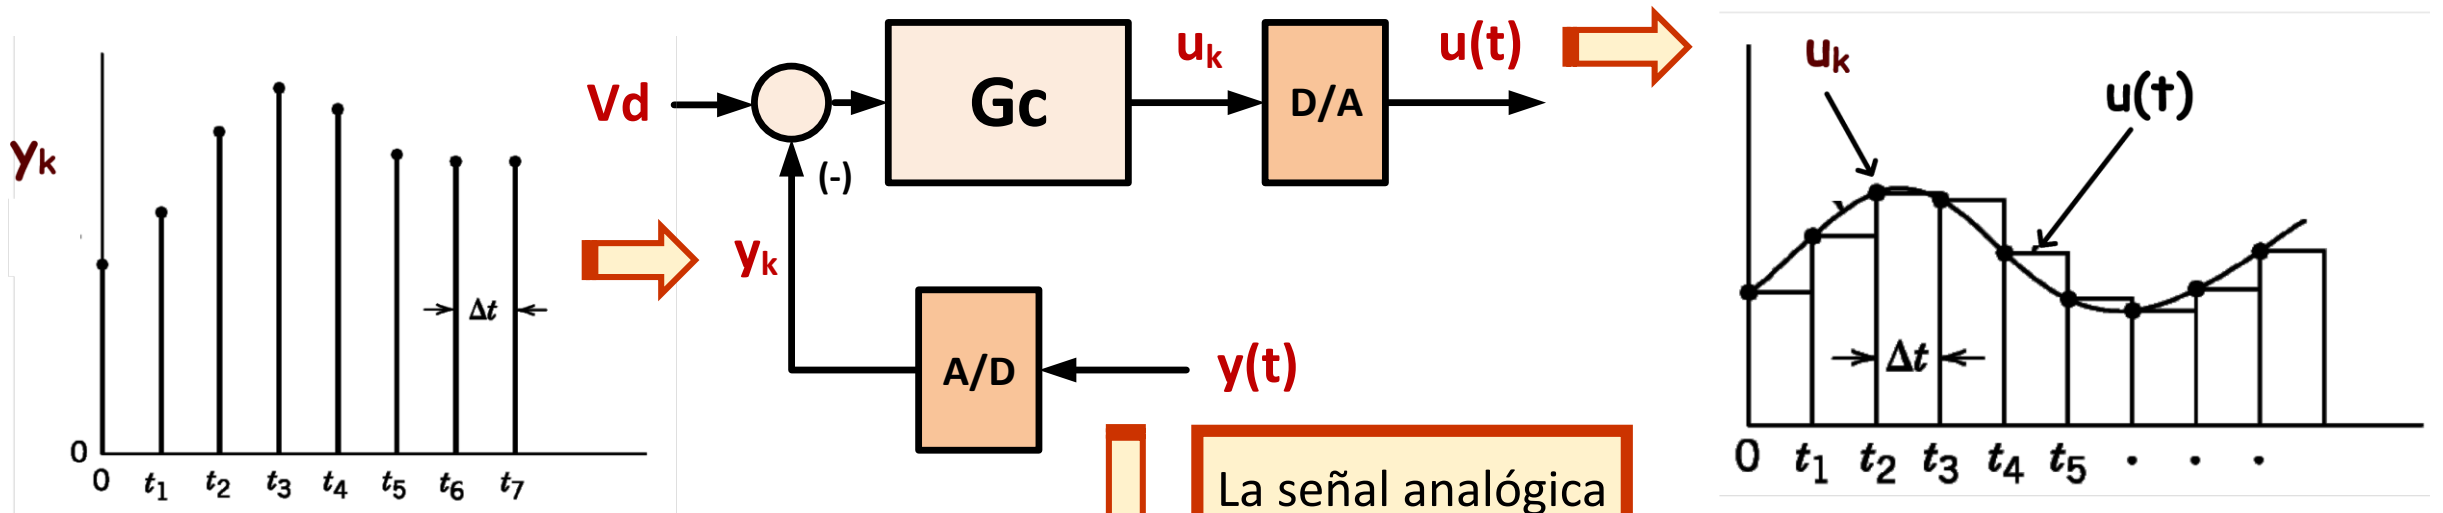 yk
0
0 t1 t2 t3 t4 t5 t6 t7
Δt
Vd
(-)
Gc
uk
D/A
u(t)
yk
A/D
y(t)
La señal analógica
uk
u(t)
Δt
0 t1 t2 t3 t4 t5 . . .